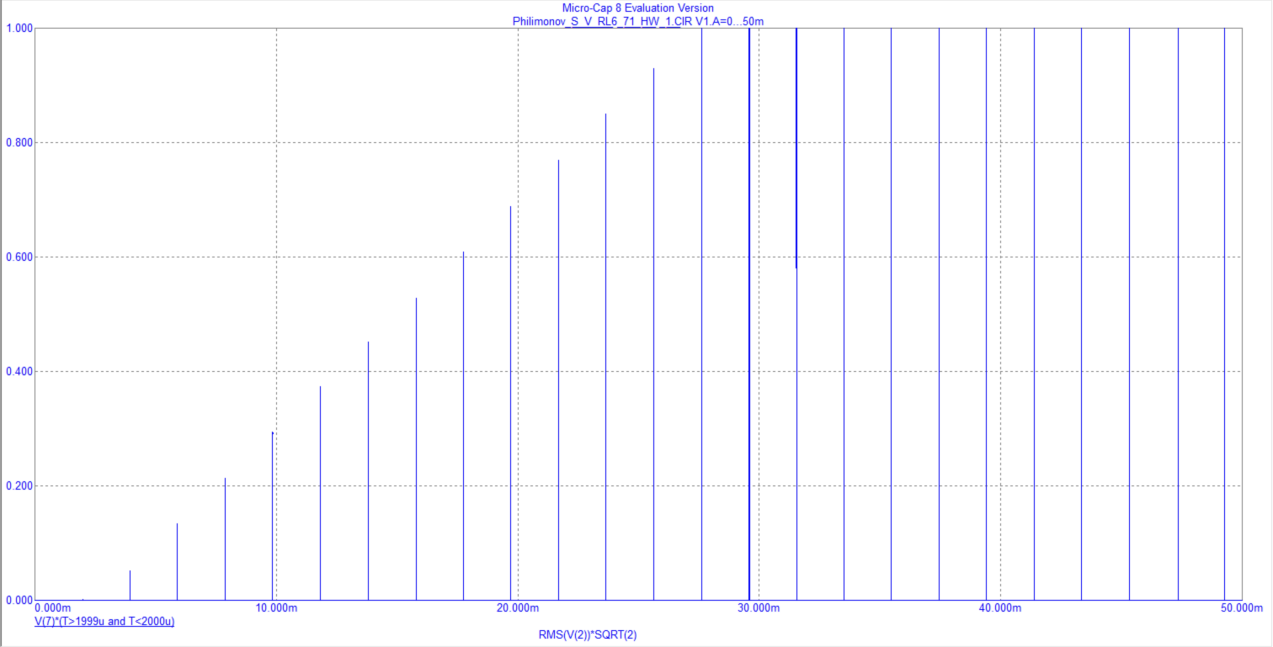 Micro-Cap 8 Evaluation Version
Philimonov_S_V_RL6_71_HW_1.CIR V1.A=0...50m
1.000
0.800
0.600
0.400
0.200
0.000
0.000m 10.000m 20.000m 30.000m 40.000m 50.000m
V(7)*(T>1999u and T<2000u)
RMS(V(2))*SQRT(2)